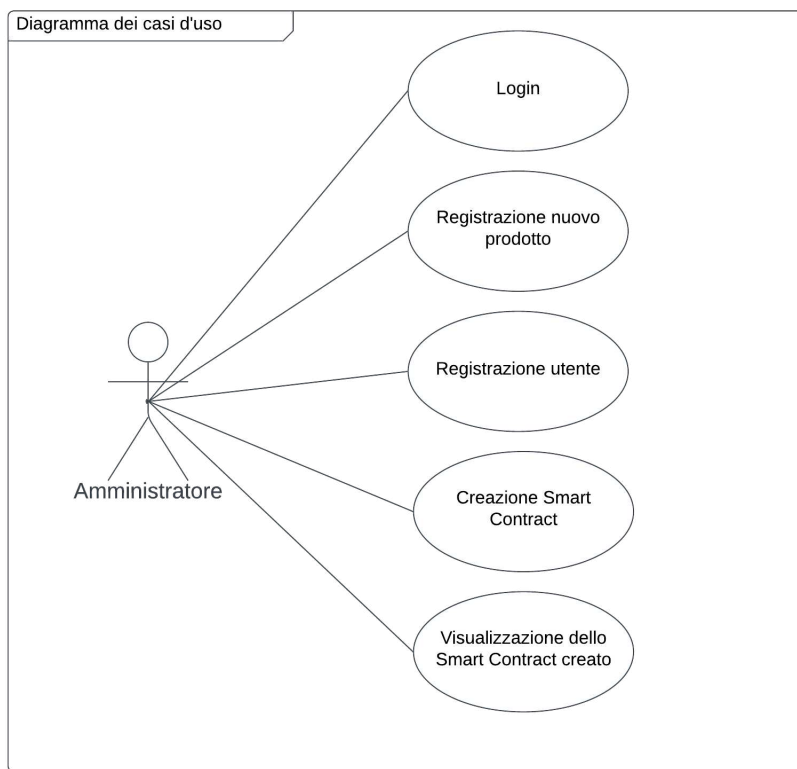 Diagramma dei casi d'uso
Login
Registrazione nuovo
prodotto
Registrazione utente
Amministratore
Creazione Smart
Contract
Visualizzazione dello
Smart Contract creato